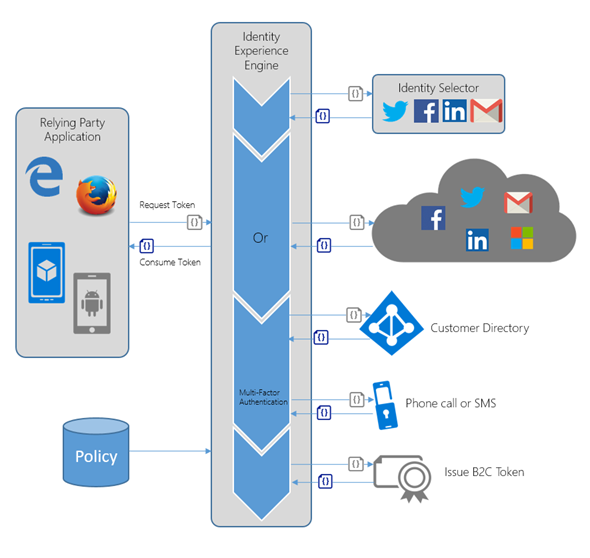 Identity
Experience
Engine
Identity Selector
Relying Party
Application
Request Token
{}
{}
Consume Token
{}
{}
Or
{}
{}
{}
{}
Customer Directory
Multi-Factor
Authentication
{}
{}
Phone call or SMS
Policy
{}
{}
Issue B2C Token